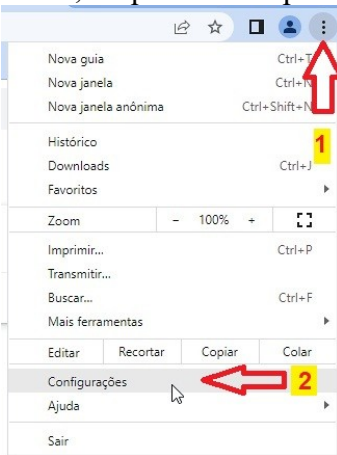 Nova guia Ctrl+T
Nova janela Ctrl+N
Nova janela anônima Ctrl+Shift+N
1
Histórico
Downloads Ctrl+J
Favoritos
Zoom - 100% +
Imprimir... Ctrl+P
Transmitir...
Buscar... Ctrl+F
Mais ferramentas
Editar Recortar Copiar Colar
Configurações 2
Ajuda
Sair